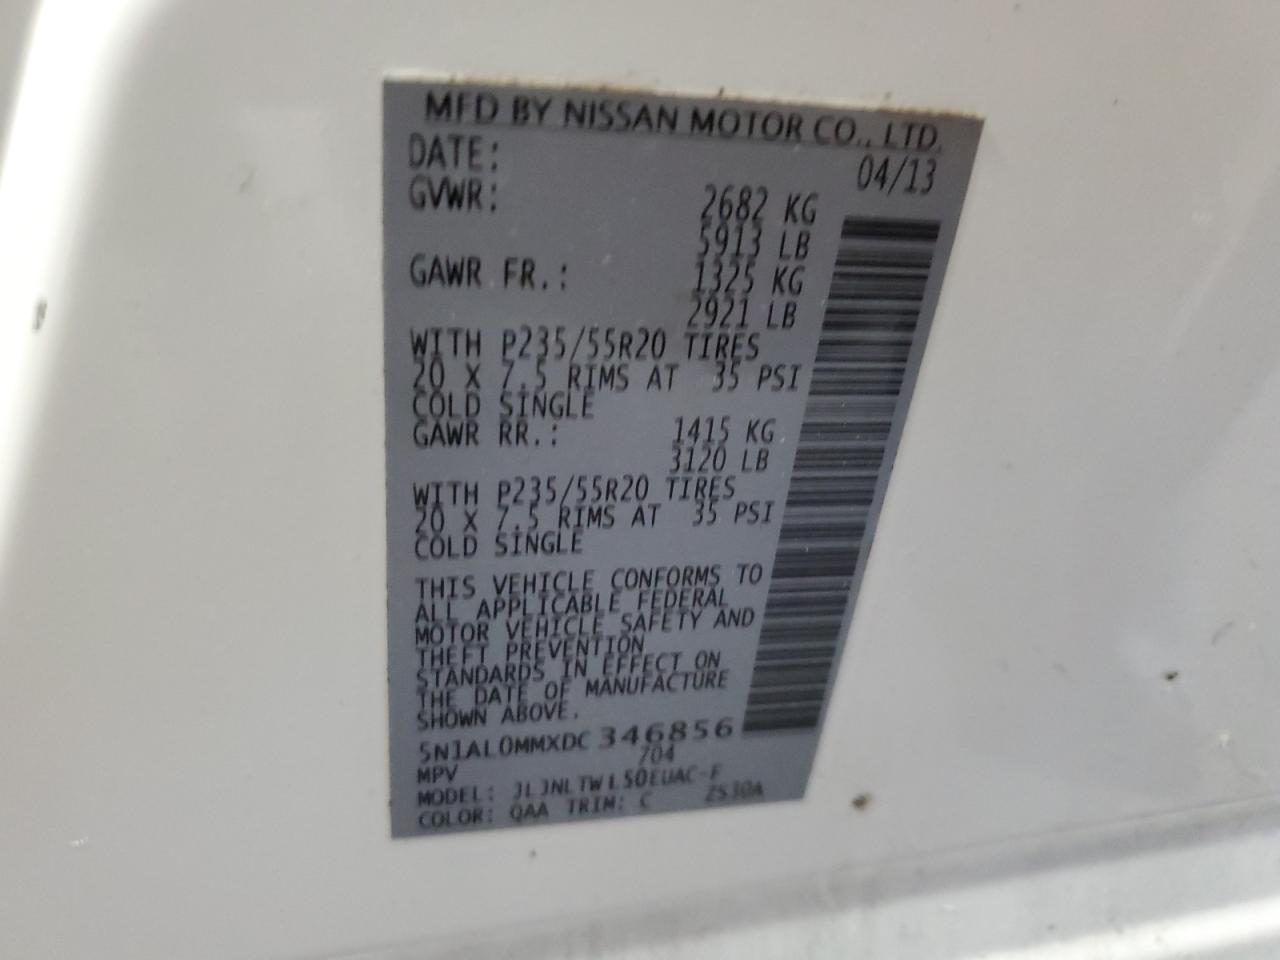 MFD BY NISSAN MOTOR CO., LTD.
DATE: 04/13
GVWR: 2682 KG
5913 LB
GAWR FR.: 1325 KG
2921 LB
WITH P235/55R20 TIRES
20 X 7.5 RIMS AT 35 PSI
COLD SINGLE
GAWR RR.: 1415 KG
3120 LB
WITH P235/55R20 TIRES
20 X 7.5 RIMS AT 35 PSI
COLD SINGLE
THIS VEHICLE CONFORMS TO
ALL APPLICABLE FEDERAL
MOTOR VEHICLE SAFETY AND
THEFT PREVENTION
STANDARDS IN EFFECT ON
THE DATE OF MANUFACTURE
SHOWN ABOVE.
5N1AL0MMXDC 346856
704
MPV
MODEL:
COLOR: QAA TRIM: C